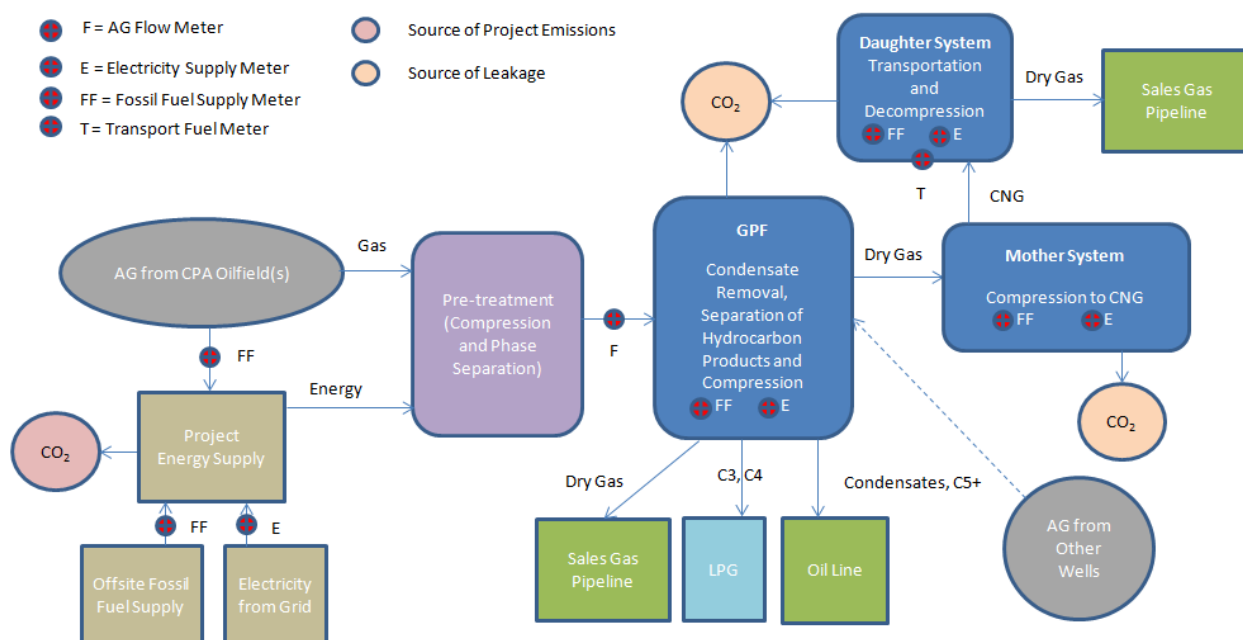 F = AG Flow Meter
E = Electricity Supply Meter
FF = Fossil Fuel Supply Meter
T = Transport Fuel Meter
Source of Project Emissions
Source of Leakage
CO2
Daughter System
Transportation
and
Decompression
FF
E
T
Dry Gas
Sales Gas
Pipeline
CNG
AG from CPA Oilfield(s)
Gas
FF
Energy
Pre-treatment
(Compression
and Phase
Separation)
F
GPF
Condensate
Removal,
Separation of
Hydrocarbon
Products and
Compression
FF
E
Dry Gas
Mother System
Compression to CNG
FF
E
CO2
CO2
Project
Energy Supply
FF
E
Offsite Fossil
Fuel Supply
Electricity
from Grid
Dry Gas
C3, C4
Condensates, C5+
Sales Gas
Pipeline
LPG
Oil Line
AG from
Other
Wells